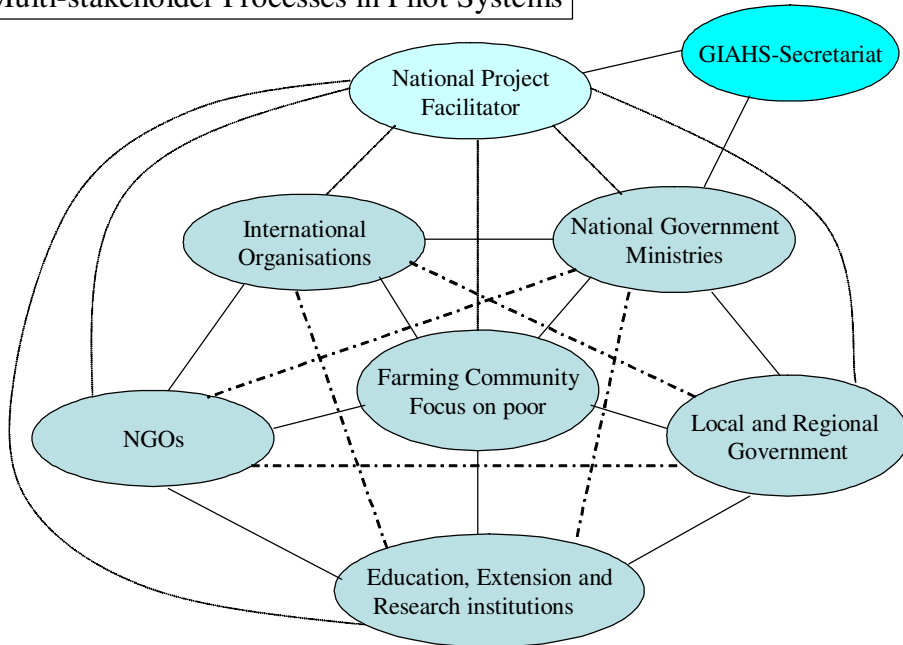 Multi-stakeholder Processes in Pilot Systems
GIAHS-Secretariat
National Project
Facilitator
International
Organisations
National Government
Ministries
Farming Community
Focus on poor
NGOs
Local and Regional
Government
Education, Extension and
Research institutions